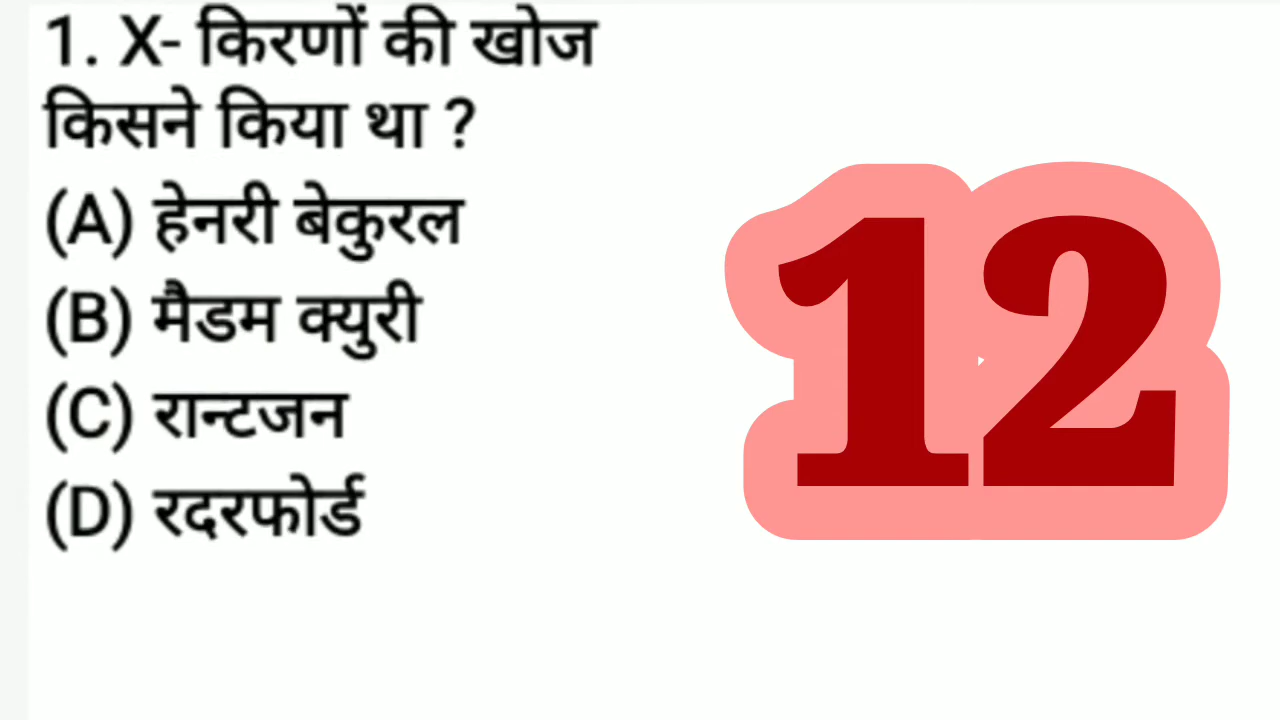 1. X- किरणों की खोज
किसने किया था ?
(A) हेनरी बेकुरल
(B) मैडम क्युरी
(C) रान्टजन
(D) रदरफोर्ड
12